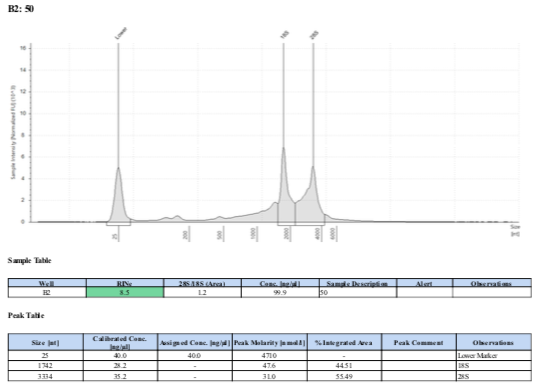 B2: 50
Lower
18S
28S
Sample Intensity [Normalized FU] (10^3)
16
14
12
10
8
6
4
2
0
25
200
500
1000
2000
4000
6000
Size
[nt]
Sample Table
Well RINe 28S/18S (Area) Conc. [ng/µl] Sample Description Alert Observations
B2 8.5 1.2 99.9 50
Peak Table
Size [nt] Calibrated Conc. [ng/µl] Assigned Conc. [ng/µl] Peak Molarity [nmol/l] % Integrated Area Peak Comment Observations
25 40.0 40.0 4710 - Lower Marker
1742 28.2 - 47.6 44.51 18S
3334 35.2 - 31.0 55.49 28S